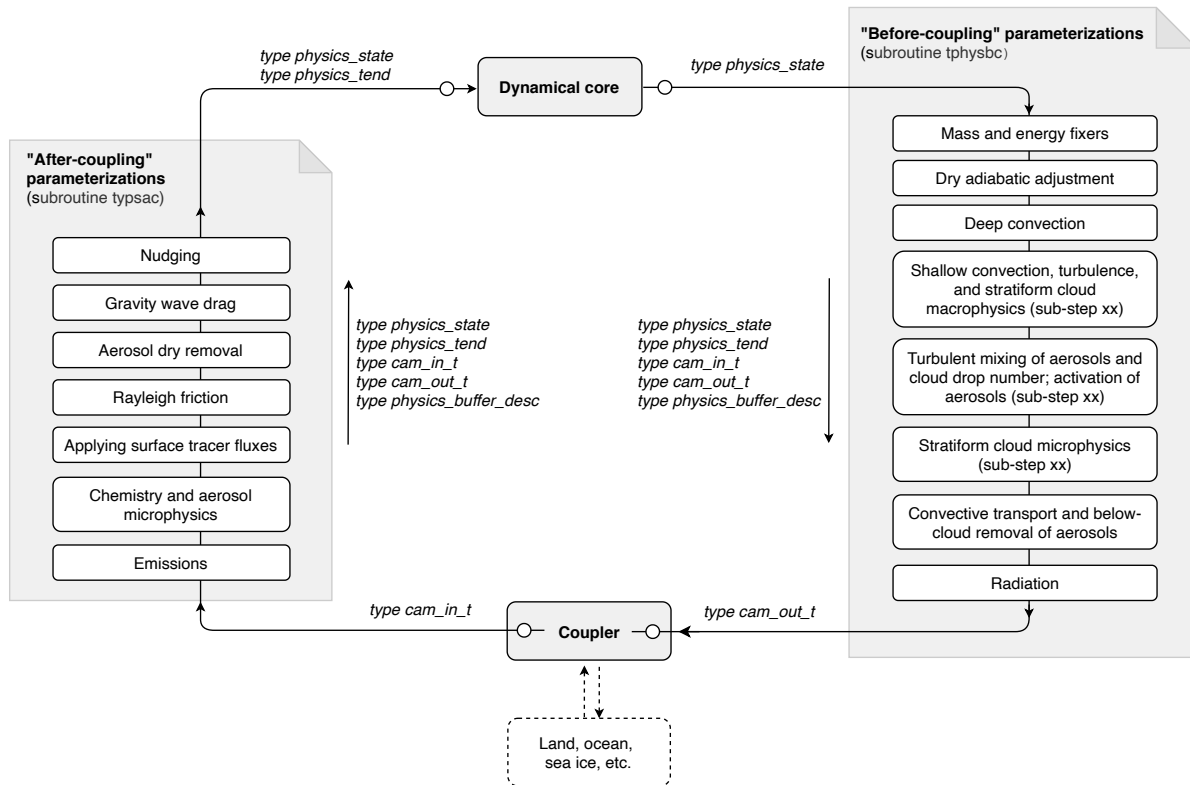 type physics_state
type physics_tend
Dynamical core
type physics_state
"Before-coupling" parameterizations
(subroutine tphysbc)
Mass and energy fixers
Dry adiabatic adjustment
Deep convection
Shallow convection, turbulence,
and stratiform cloud
macrophysics (sub-step xx)
Turbulent mixing of aerosols and
cloud drop number; activation of
aerosols (sub-step xx)
Stratiform cloud microphysics
(sub-step xx)
Convective transport and below-
cloud removal of aerosols
Radiation
"After-coupling"
parameterizations
(subroutine typsac)
Nudging
Gravity wave drag
Aerosol dry removal
Rayleigh friction
Applying surface tracer fluxes
Chemistry and aerosol
microphysics
Emissions
type physics_state
type physics_tend
type cam_in_t
type cam_out_t
type physics_buffer_desc
type physics_state
type physics_tend
type cam_in_t
type cam_out_t
type physics_buffer_desc
type cam_in_t
Coupler
type cam_out_t
Land, ocean,
sea ice, etc.